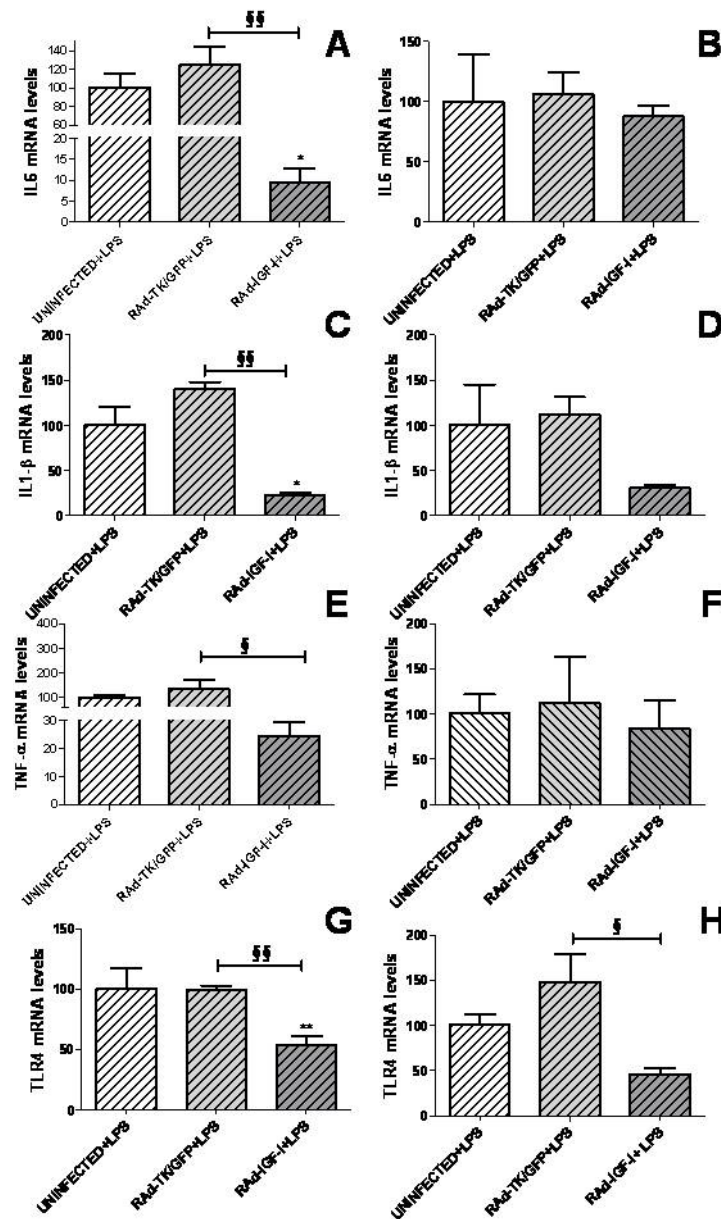 §§
A
IL6 mRNA levels
140
120
100
80
60
20
15
10
5
0
*
UNINFECTED+LPS
RAd-TK/GFP+LPS
RAd-IGF-I+LPS
B
IL6 mRNA levels
150
100
50
0
UNINFECTED+LPS
RAd-TK/GFP+LPS
RAd-IGF-I+LPS
C
§§
IL1-β mRNA levels
200
150
100
50
0
*
UNINFECTED+LPS
RAd-TK/GFP+LPS
RAd-IGF-I+LPS
D
IL1-β mRNA levels
200
150
100
50
0
UNINFECTED+LPS
RAd-TK/GFP+LPS
RAd-IGF-I+LPS
E
§
TNF-α mRNA levels
400
300
200
100
30
20
10
0
UNINFECTED+LPS
RAd-TK/GFP+LPS
RAd-IGF-I+LPS
F
TNF-α mRNA levels
200
150
100
50
0
UNINFECTED+LPS
RAd-TK/GFP+LPS
RAd-IGF-I+LPS
G
§§
TLR4 mRNA levels
150
100
50
0
**
UNINFECTED+LPS
RAd-TK/GFP+LPS
RAd-IGF-I+LPS
H
§
TLR4 mRNA levels
200
150
100
50
0
UNINFECTED+LPS
RAd-TK/GFP+LPS
RAd-IGF-I+LPS